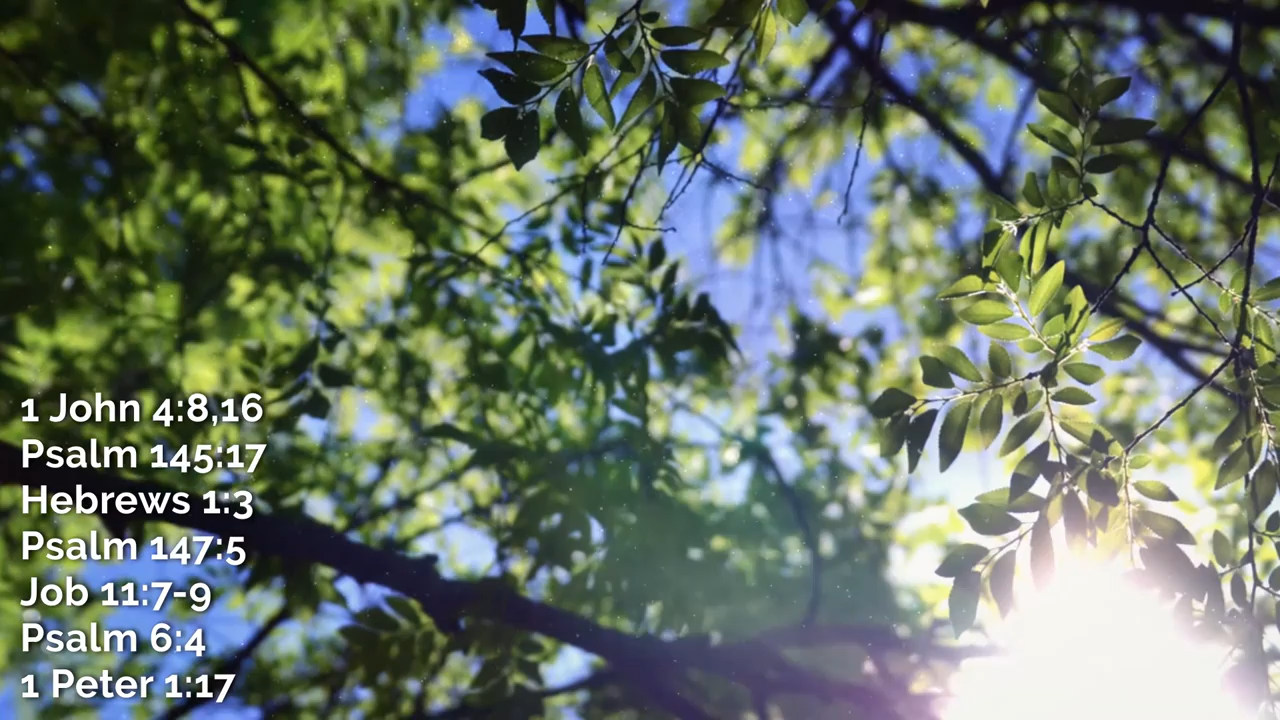 1 John 4:8,16
Psalm 145:17
Hebrews 1:3
Psalm 147:5
Job 11:7-9
Psalm 6:4
1 Peter 1:17